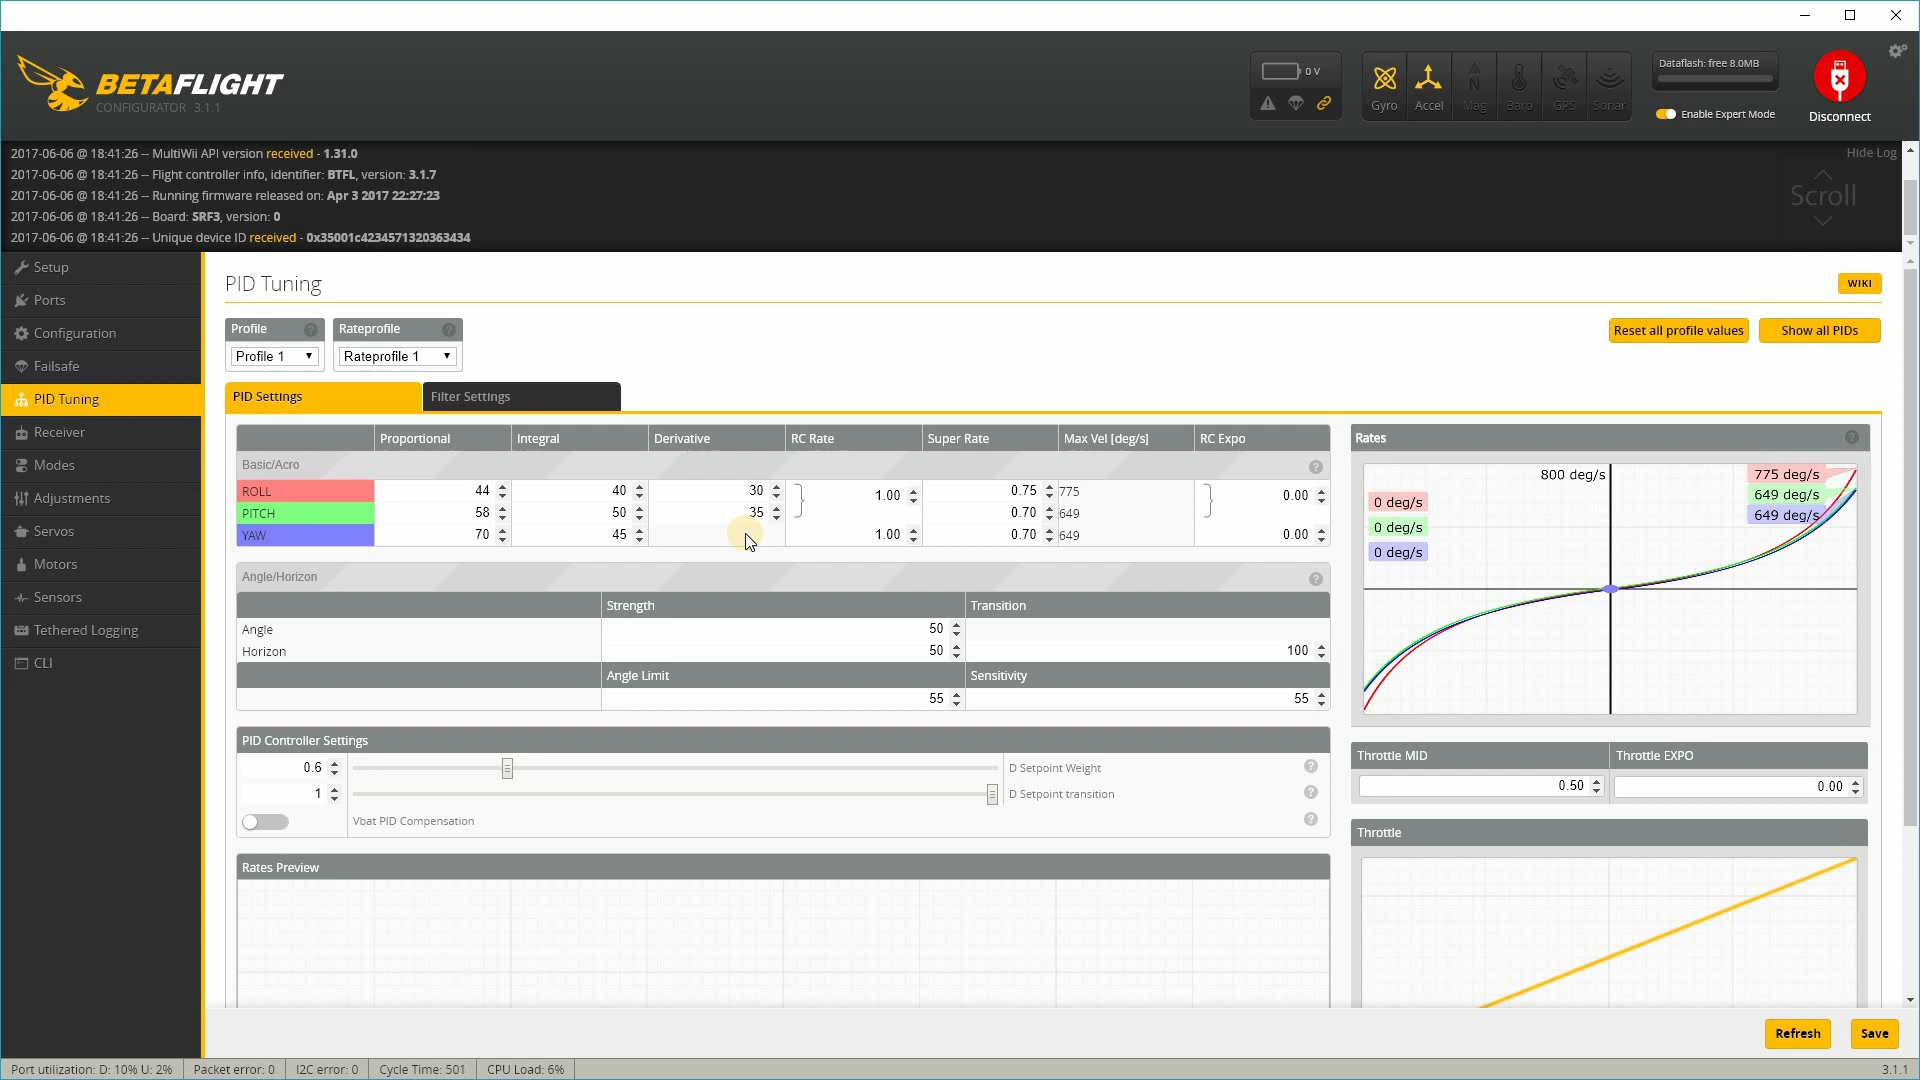 BETAFLIGHT
CONFIGURATOR 3.1.1
0 V
Gyro Accel Mag Baro GPS Sonar
Dataflash: free 8.0MB
Enable Expert Mode
Disconnect
2017-06-06 @ 18:41:26 -- MultiWii API version received - 1.31.0
2017-06-06 @ 18:41:26 -- Flight controller info, identifier: BTFL, version: 3.1.7
2017-06-06 @ 18:41:26 -- Running firmware released on: Apr 3 2017 22:27:23
2017-06-06 @ 18:41:26 -- Board: SRF3, version: 0
2017-06-06 @ 18:41:26 -- Unique device ID received - 0x35001c4234571320363434
Hide Log
Scroll
Setup
Ports
Configuration
Failsafe
PID Tuning
Receiver
Modes
Adjustments
Servos
Motors
Sensors
Tethered Logging
CLI
PID Tuning
WIKI
Profile Rateprofile
Profile 1 Rateprofile 1
Reset all profile values Show all PIDs
PID Settings Filter Settings
Proportional Integral Derivative RC Rate Super Rate Max Vel [deg/s] RC Expo
Basic/Acro
ROLL 44 40 30 1.00 0.75 775 0.00
PITCH 58 50 35 0.70 649
YAW 70 45 1.00 0.70 649 0.00
Angle/Horizon
Strength Transition
Angle 50
Horizon 50 100
Angle Limit Sensitivity
55 55
PID Controller Settings
0.6 D Setpoint Weight
1 D Setpoint transition
Vbat PID Compensation
Rates Preview
Rates
800 deg/s
775 deg/s
649 deg/s
649 deg/s
0 deg/s
0 deg/s
0 deg/s
Throttle MID Throttle EXPO
0.50 0.00
Throttle
Refresh Save
Port utilization: D: 10% U: 2% Packet error: 0 I2C error: 0 Cycle Time: 501 CPU Load: 6% 3.1.1